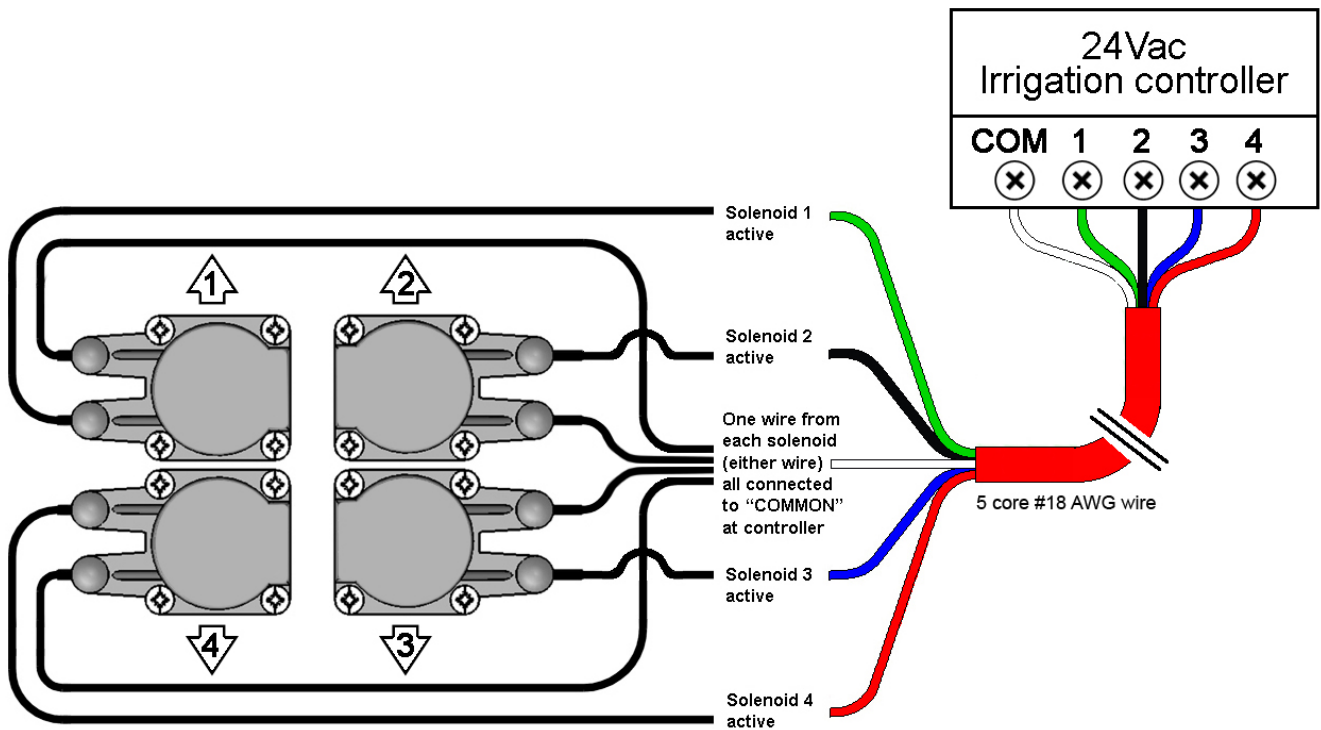 24Vac
Irrigation controller
COM 1 2 3 4
Solenoid 1
active
1 2
Solenoid 2
active
One wire from
each solenoid
(either wire)
all connected
to “COMMON”
at controller
5 core #18 AWG wire
Solenoid 3
active
4 3
Solenoid 4
active